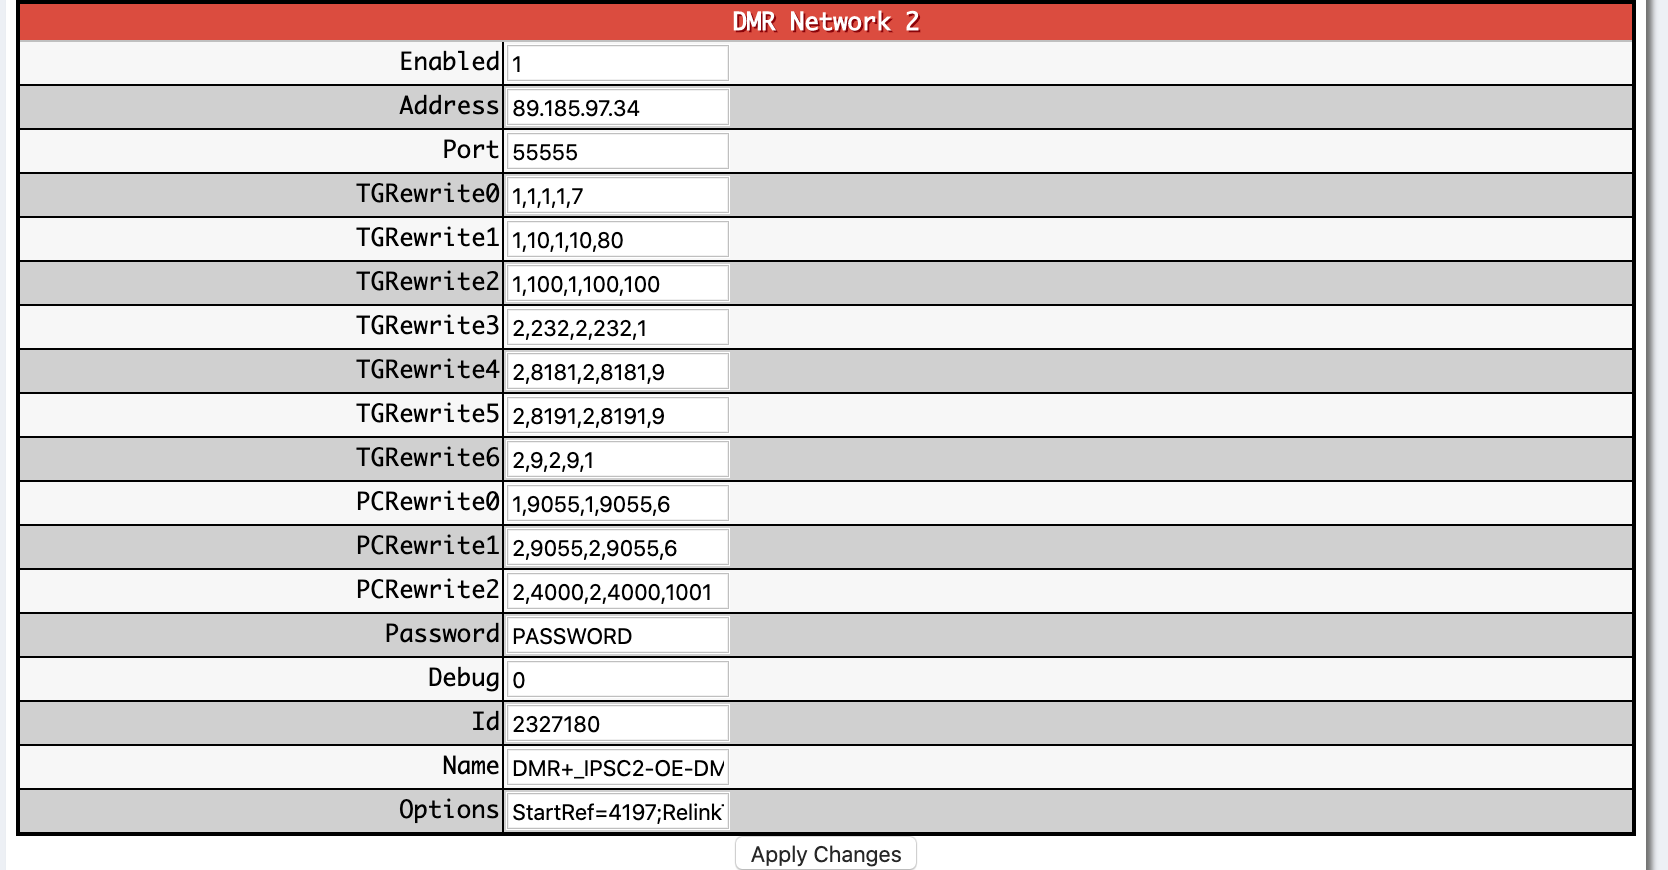 DMR Network 2
Enabled 1
Address 89.185.97.34
Port 55555
TGRewrite0 1,1,1,1,7
TGRewrite1 1,10,1,10,80
TGRewrite2 1,100,1,100,100
TGRewrite3 2,232,2,232,1
TGRewrite4 2,8181,2,8181,9
TGRewrite5 2,8191,2,8191,9
TGRewrite6 2,9,2,9,1
PCRewrite0 1,9055,1,9055,6
PCRewrite1 2,9055,2,9055,6
PCRewrite2 2,4000,2,4000,1001
Password PASSWORD
Debug 0
Id 2327180
Name DMR+_IPSC2-OE-DM
Options StartRef=4197;Relink
Apply Changes